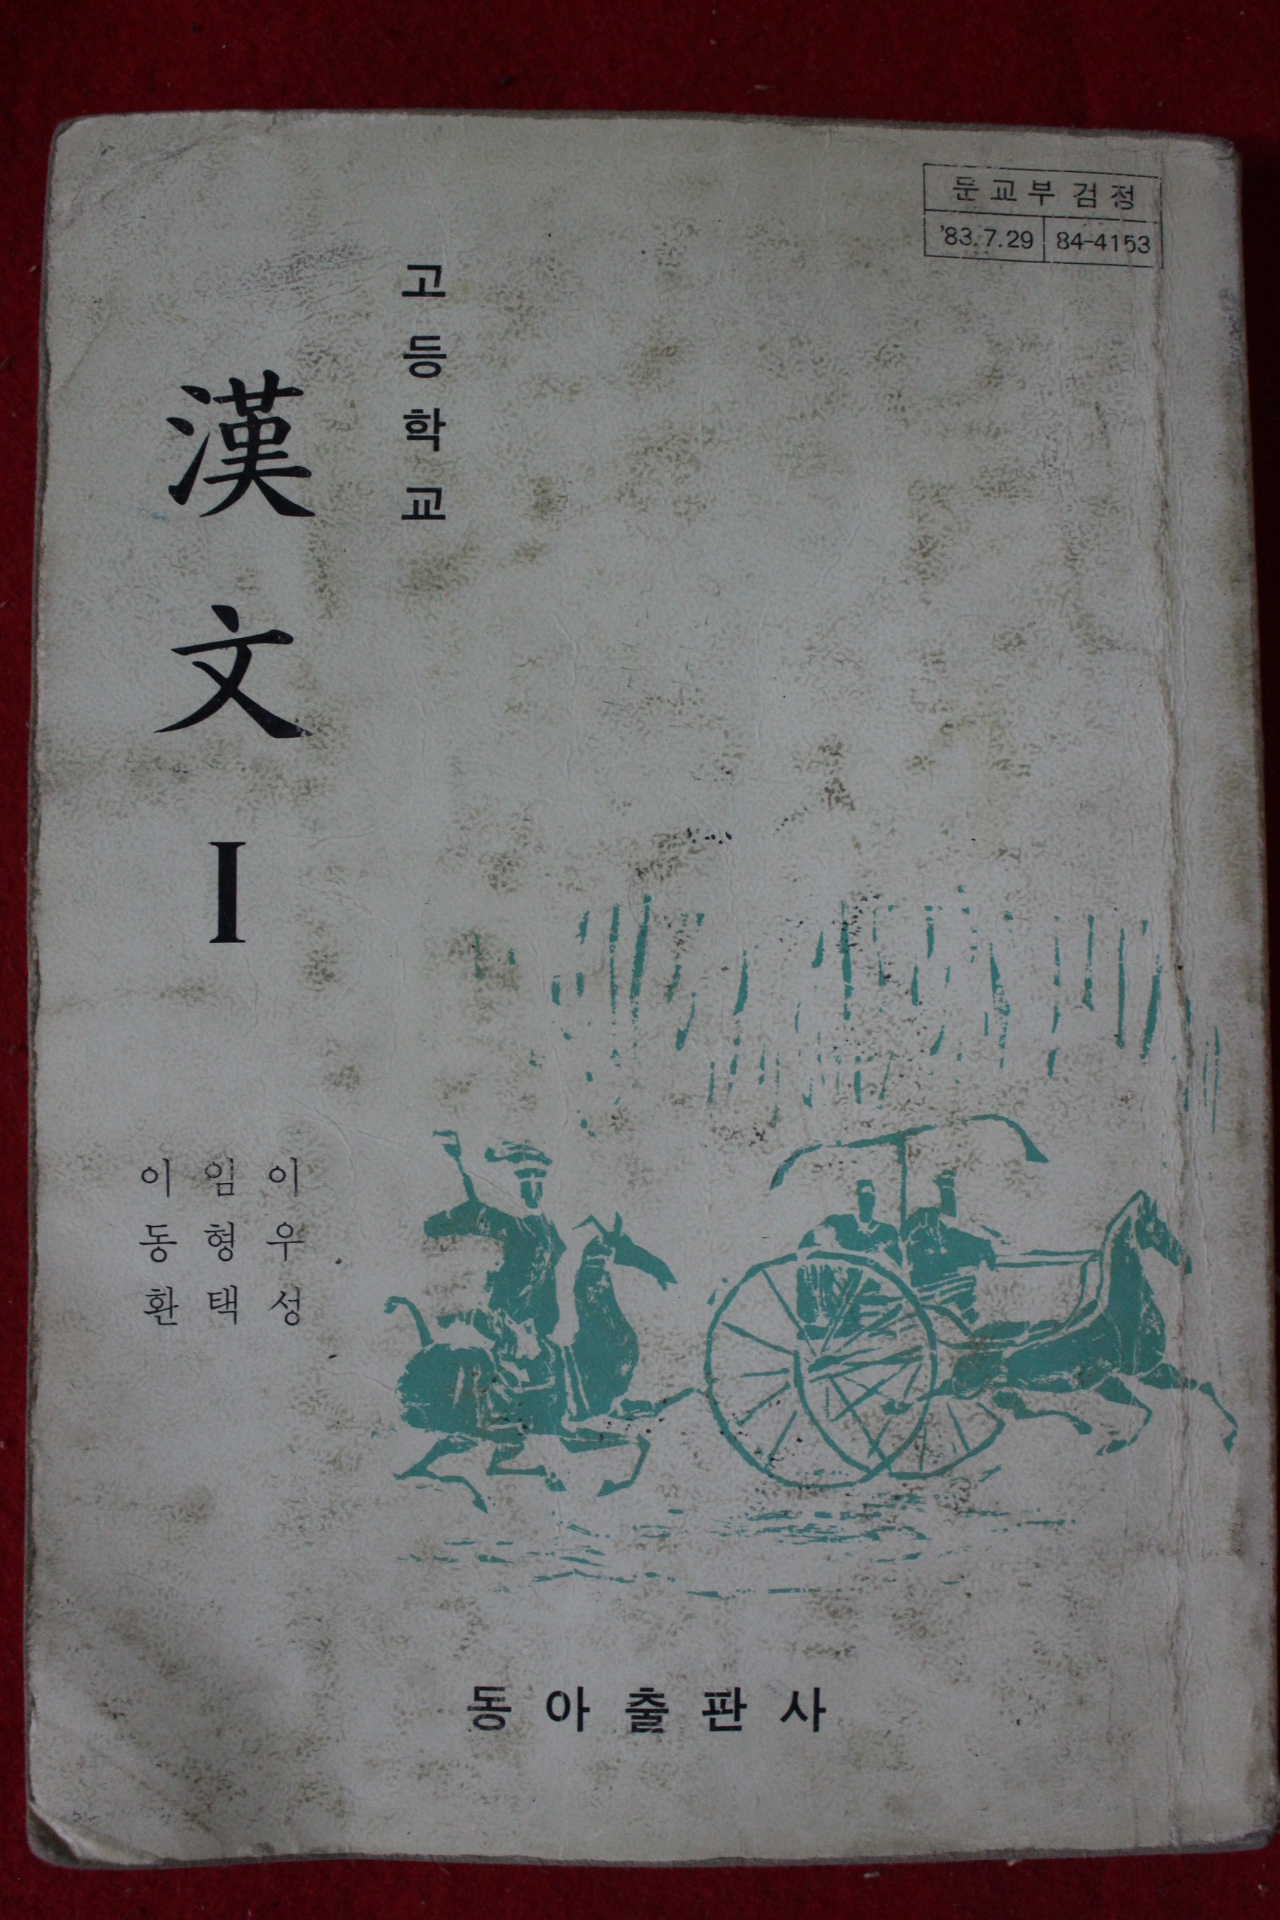 문교부 검정
'83.7.29 84-4153
고등학교
漢文 I
이우성
임형택
이동환
동아출판사